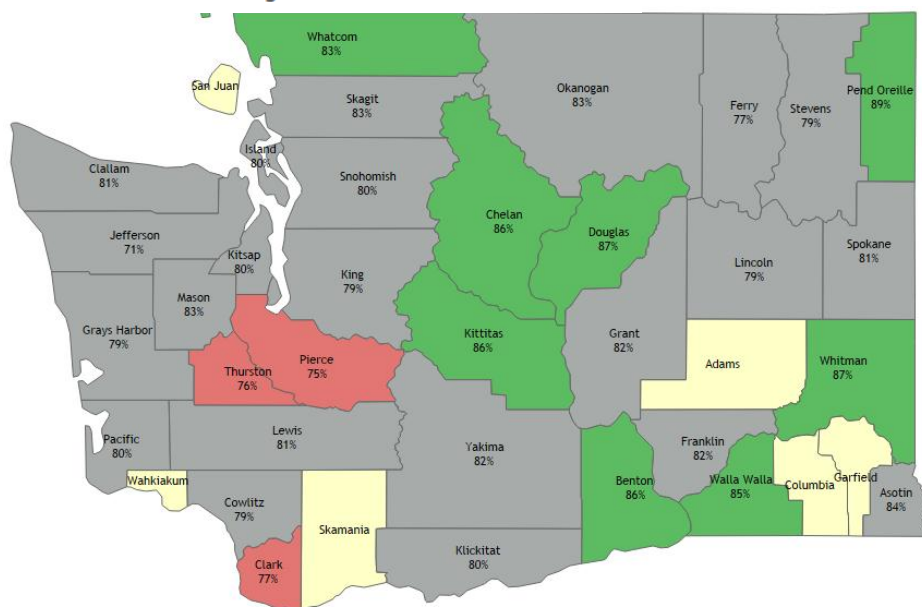 Whatcom
83%
San Juan
Skagit
83%
Okanogan
83%
Ferry
77%
Stevens
79%
Pend Oreille
89%
Island
80%
Clallam
81%
Snohomish
80%
Chelan
86%
Douglas
87%
Jefferson
71%
Kitsap
80%
King
79%
Lincoln
79%
Spokane
81%
Mason
83%
Grays Harbor
79%
Kittitas
86%
Grant
82%
Adams
Whitman
87%
Thurston
76%
Pierce
75%
Lewis
81%
Pacific
80%
Yakima
82%
Franklin
82%
Wahkiakum
Benton
86%
Walla Walla
85%
Columbia
Garfield
Asotin
84%
Cowlitz
79%
Skamania
Clark
77%
Klickitat
80%